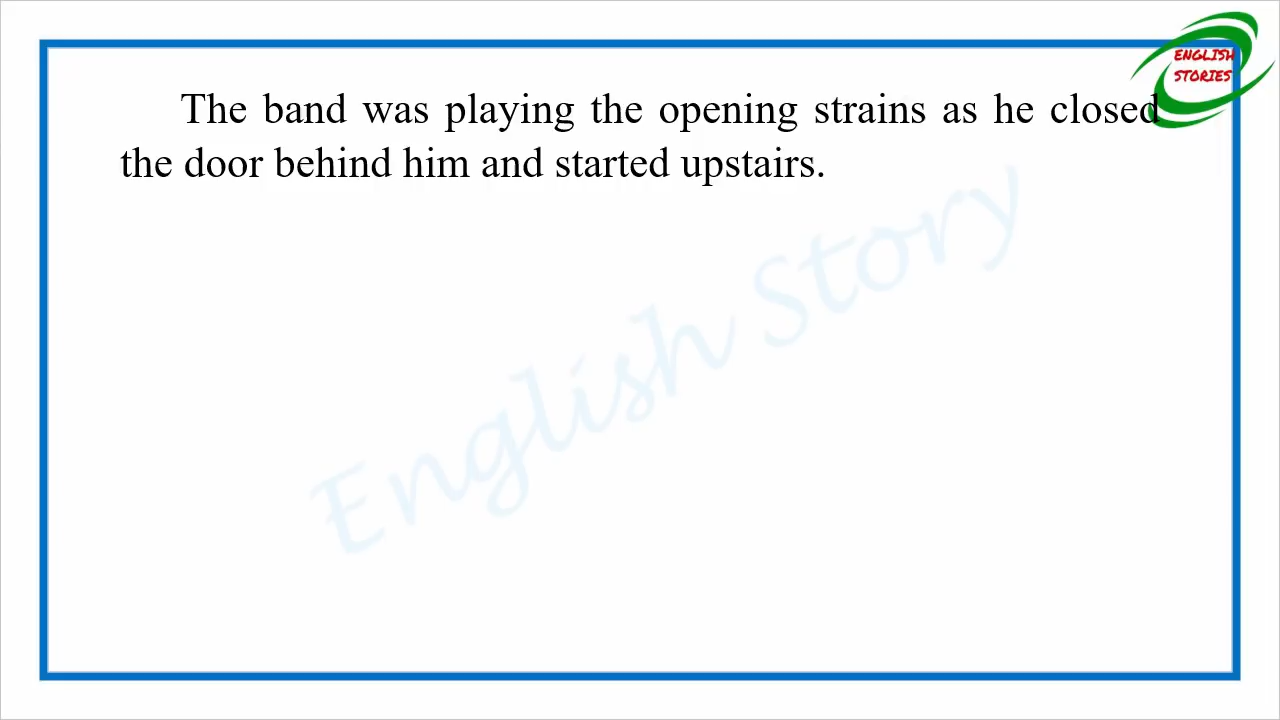 ENGLISH
STORIES
The band was playing the opening strains as he closed
the door behind him and started upstairs.
English Story